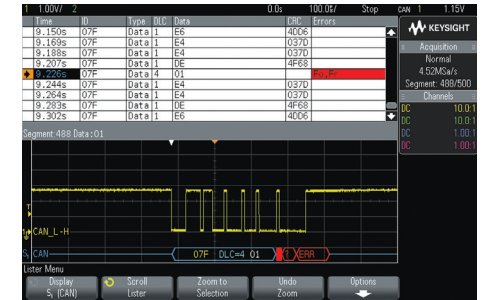 1 1.00V/ 2 0.0s 100.0%/ Stop CAN 1 1.15V
Time ID Type DLC Data CRC Errors
9.150s 07F Data 1 E6 4DD6
9.169s 07F Data 1 E4 037D
9.188s 07F Data 1 E4 037D
9.207s 07F Data 1 DE 4F68
9.226s 07F Data 4 01 Fo,Fr
9.244s 07F Data 1 E4 037D
9.264s 07F Data 1 E4 037D
9.283s 07F Data 1 DE 4F68
9.302s 07F Data 1 E6 4DD6
KEYSIGHT
Acquisition
Normal
4.52MSa/s
Segment: 488/500
Channels
DC 10.0:1
DC 10.0:1
DC 1.00:1
DC 1.00:1
Segment: 488 Data:01
T
CAN_L-H
S₁ CAN 07F DLC=4 01 ? ERR
Lister Menu
Display
S₁ (CAN)
Scroll
Lister
Zoom to
Selection
Undo
Zoom
Options